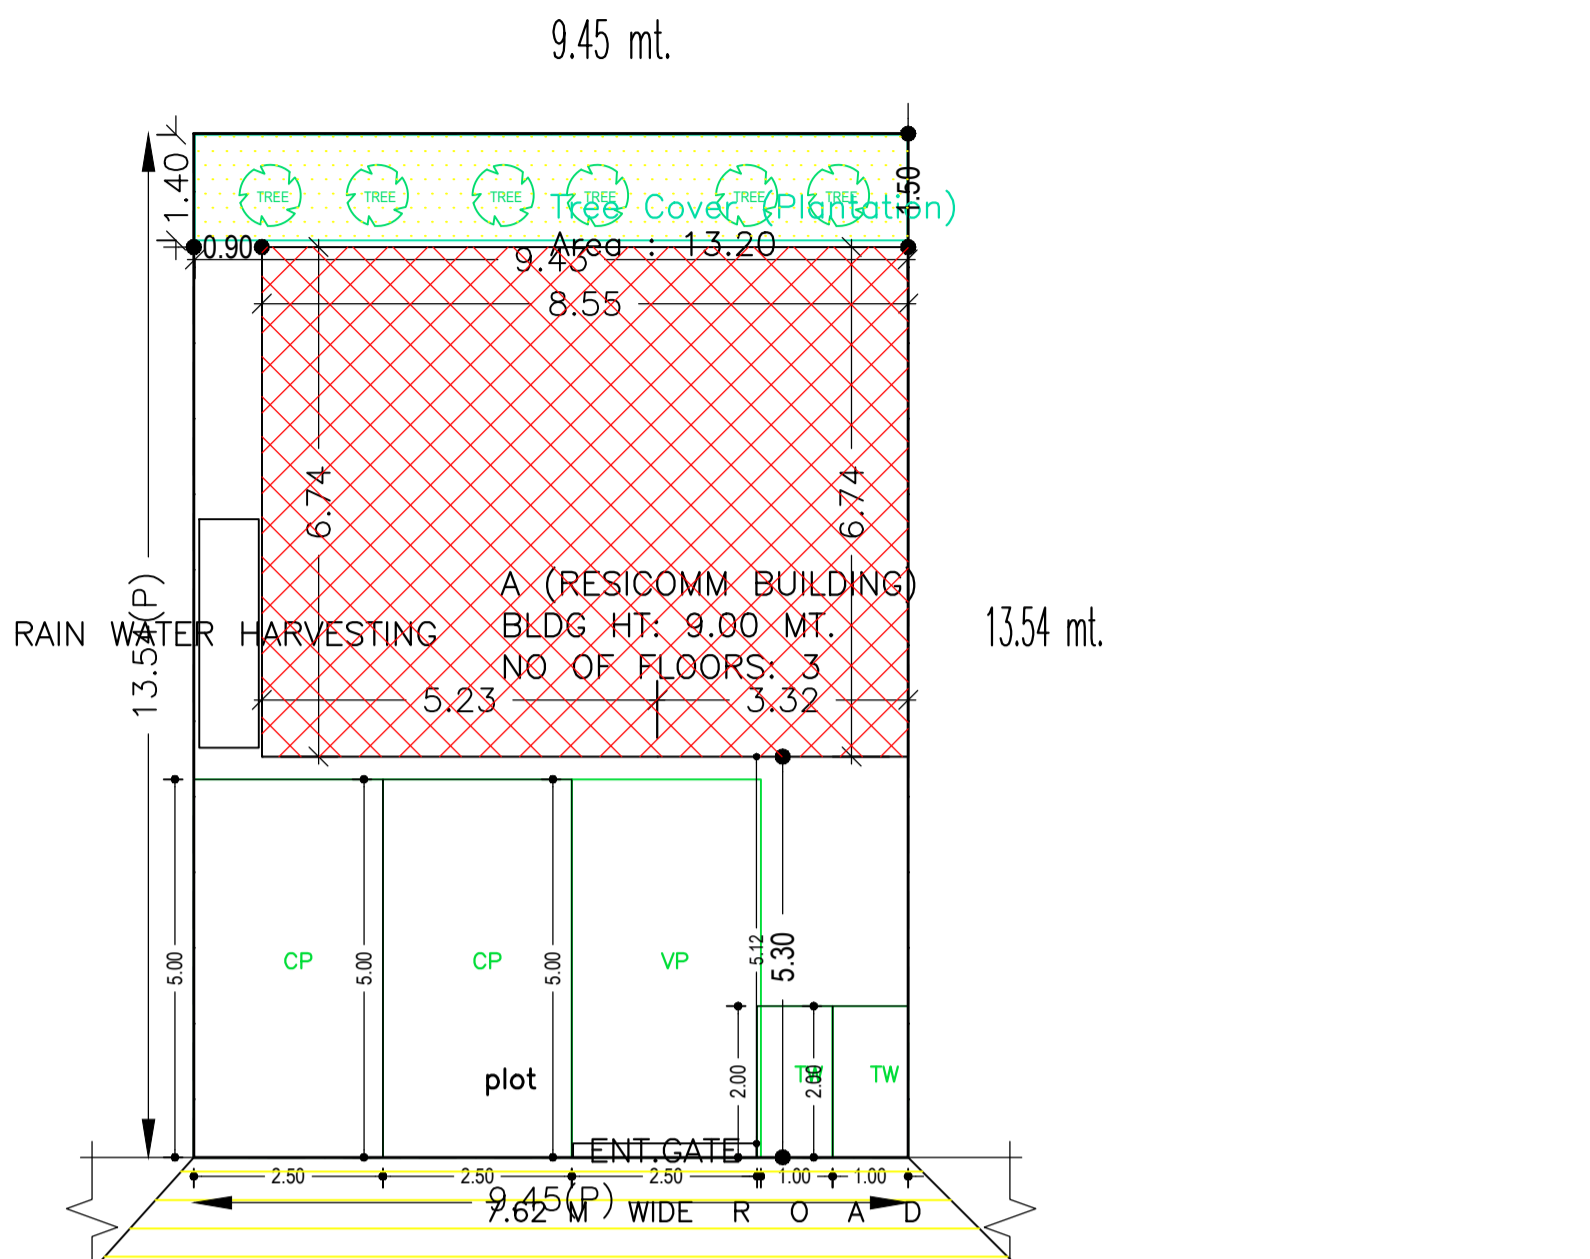 9.45 mt.
1.40
TREE
TREE
TREE
TREE
TREE
TREE
1.50
Tree Cover (Plantation)
Area : 13.20
0.90
9.43
8.55
6.74
6.74
A (RESICOMM BUILDING)
BLDG HT: 9.00 MT.
NO OF FLOORS: 3
RAIN WATER HARVESTING
13.54(P)
13.54 mt.
5.23
3.32
5.00
CP
5.00
CP
5.00
VP
5.12
5.30
2.00
TW
2.00
TW
plot
ENT.GATE
2.50
2.50
2.50
1.00
1.00
9.45(P)
7.62 M WIDE R O A D